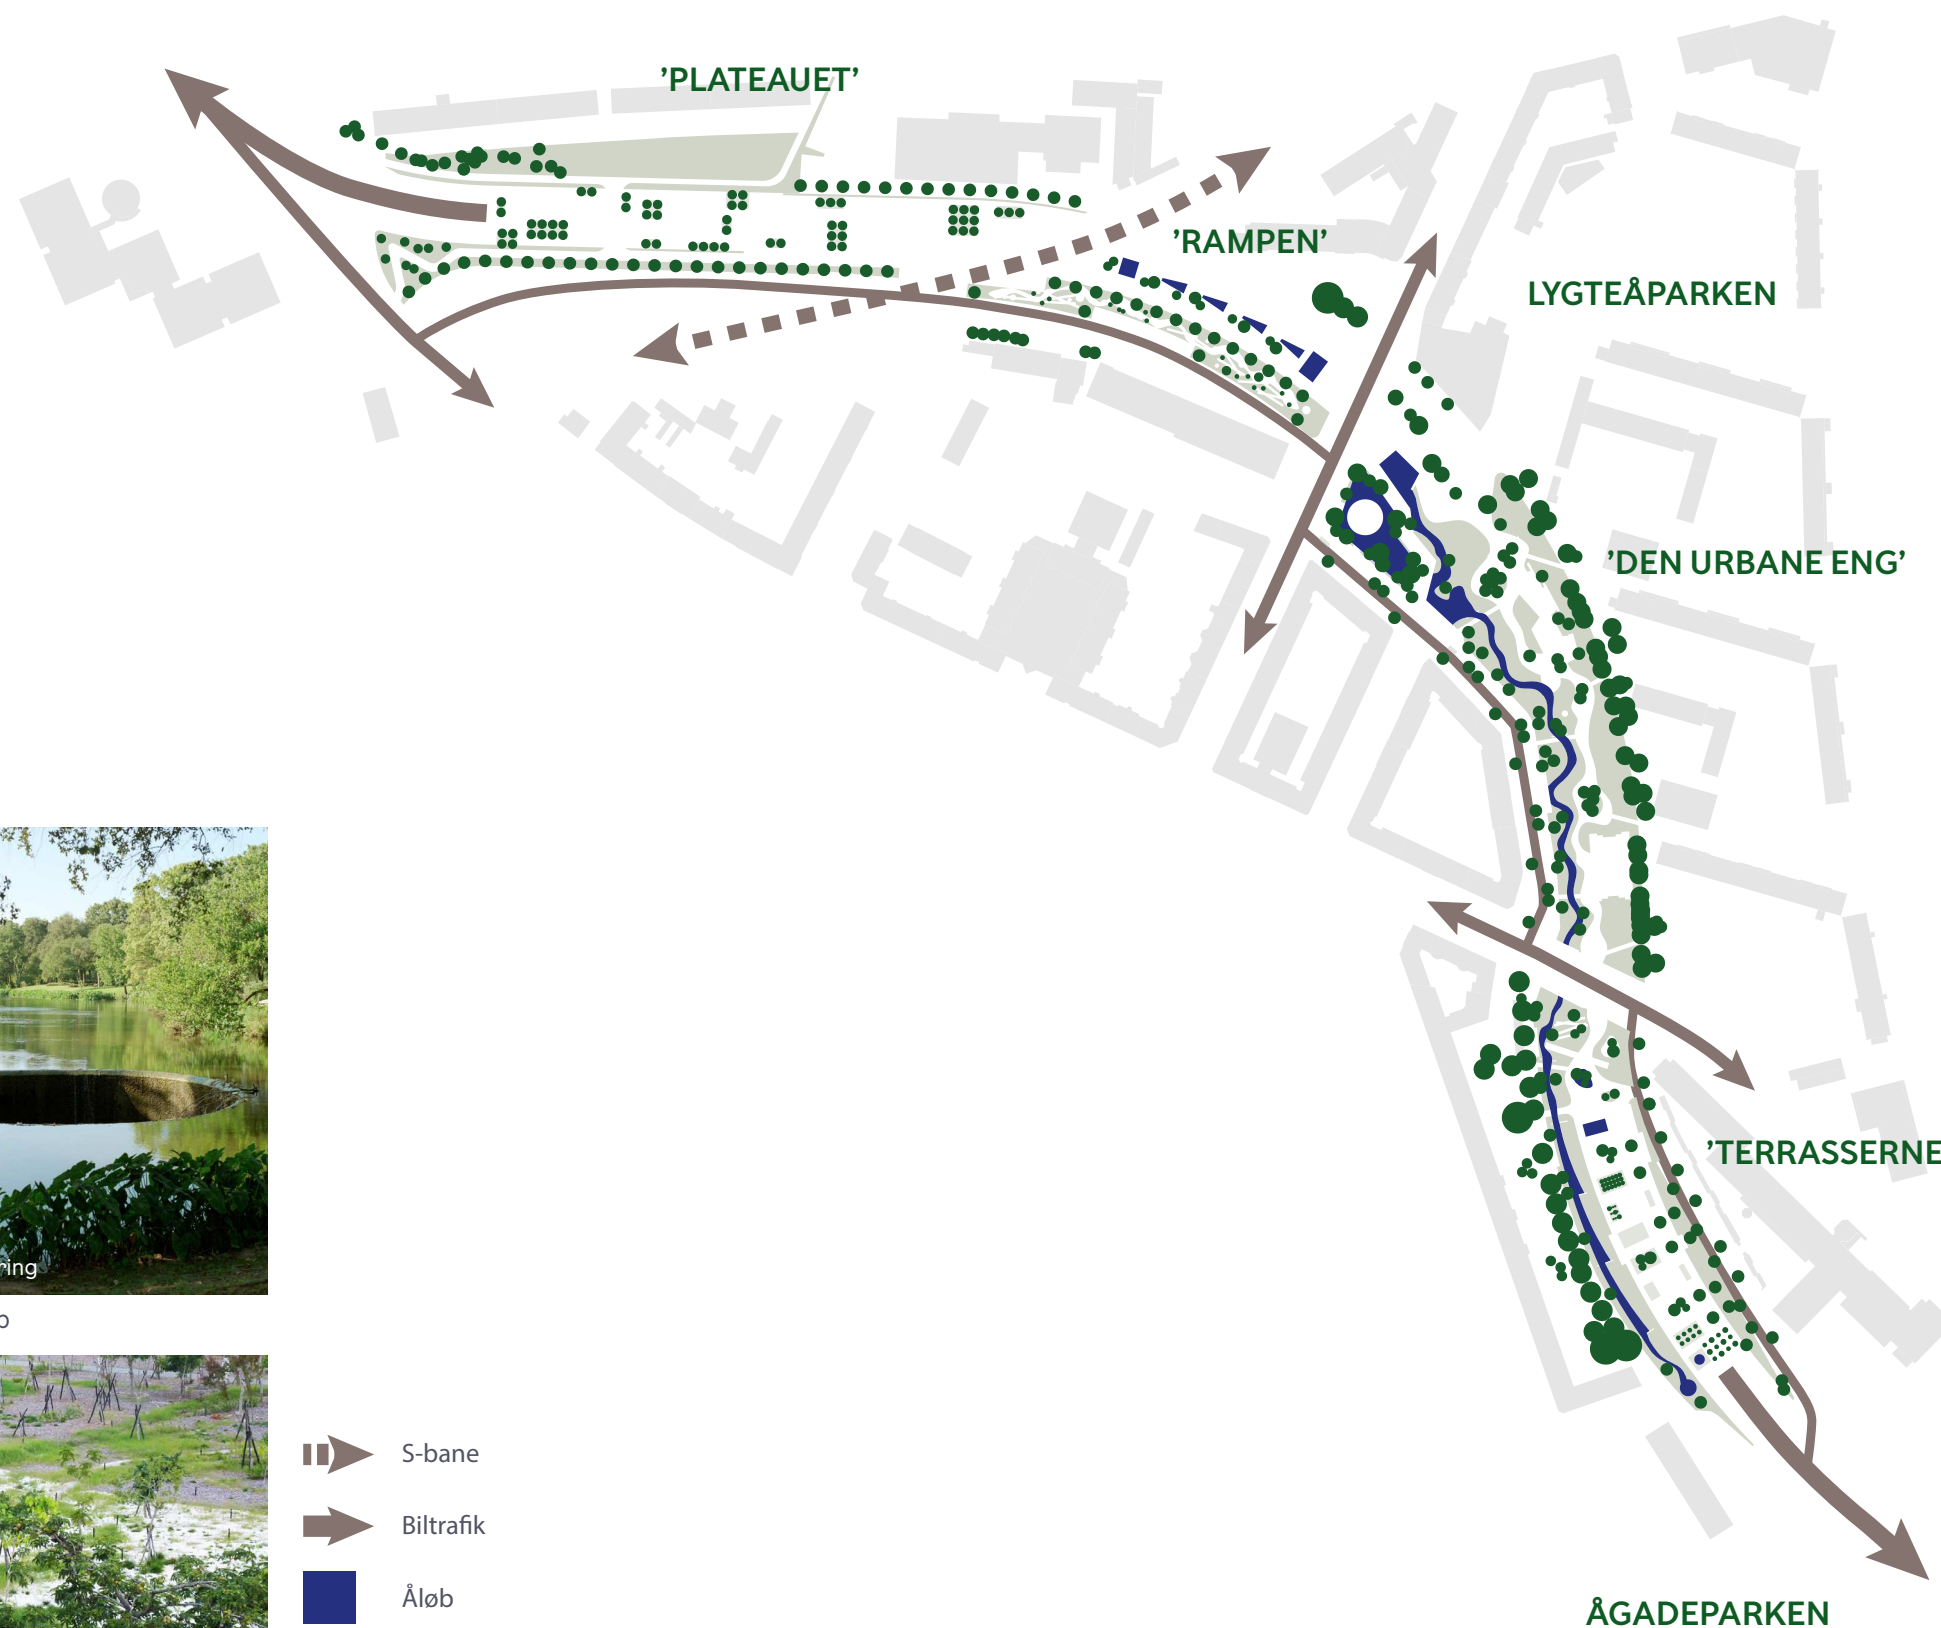 ’PLATEAUET’
’RAMPEN’
LYGTEÅPARKEN
’DEN URBANE ENG’
’TERRASSERNE
ring
S-bane
Biltrafik
Åløb
ÅGADEPARKEN